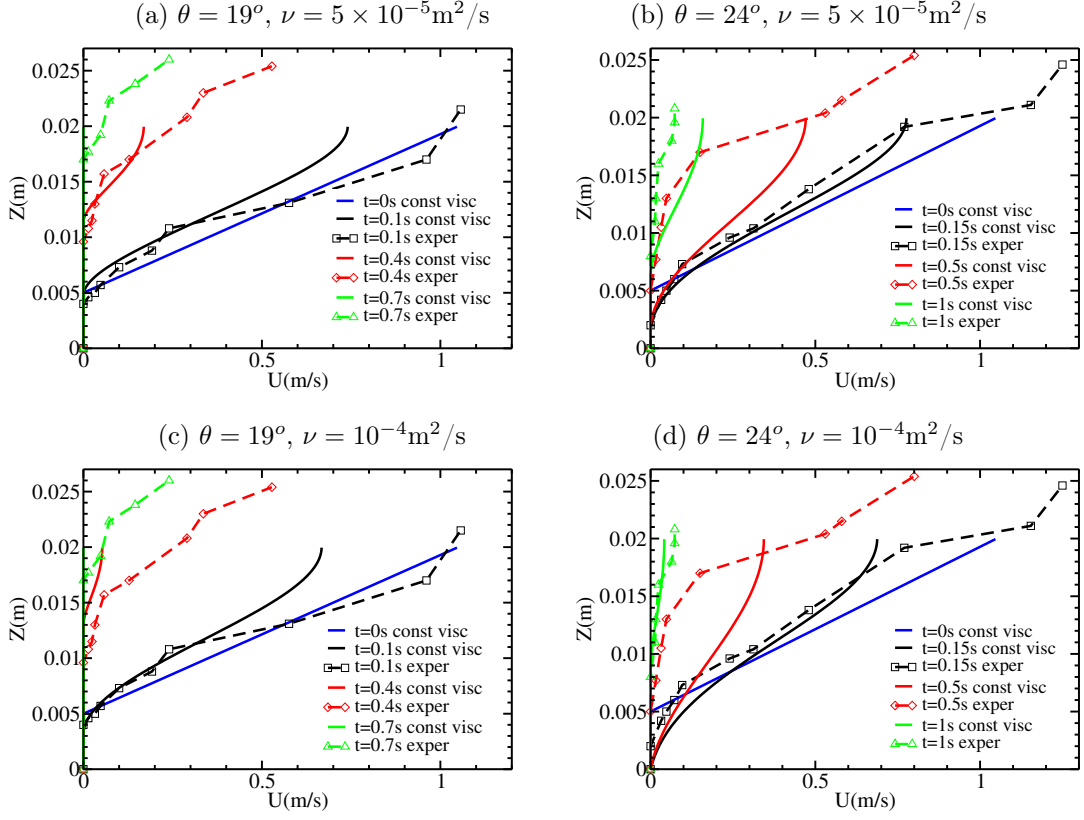 (a) θ = 19°, ν = 5 × 10⁻⁵m²/s
Z(m)
0.025
0.02
0.015
0.01
0.005
0
t=0s const visc
t=0.1s const visc
t=0.1s exper
t=0.4s const visc
t=0.4s exper
t=0.7s const visc
t=0.7s exper
0
0.5
1
U(m/s)
(b) θ = 24°, ν = 5 × 10⁻⁵m²/s
Z(m)
0.025
0.02
0.015
0.01
0.005
0
t=0s const visc
t=0.15s const visc
t=0.15s exper
t=0.5s const visc
t=0.5s exper
t=1s const visc
t=1s exper
0
0.5
1
U(m/s)
(c) θ = 19°, ν = 10⁻⁴m²/s
Z(m)
0.025
0.02
0.015
0.01
0.005
0
t=0s const visc
t=0.1s const visc
t=0.1s exper
t=0.4s const visc
t=0.4s exper
t=0.7s const visc
t=0.7s exper
0
0.5
1
U(m/s)
(d) θ = 24°, ν = 10⁻⁴m²/s
Z(m)
0.025
0.02
0.015
0.01
0.005
0
t=0s const visc
t=0.15s const visc
t=0.15s exper
t=0.5s const visc
t=0.5s exper
t=1s const visc
t=1s exper
0
0.5
1
U(m/s)